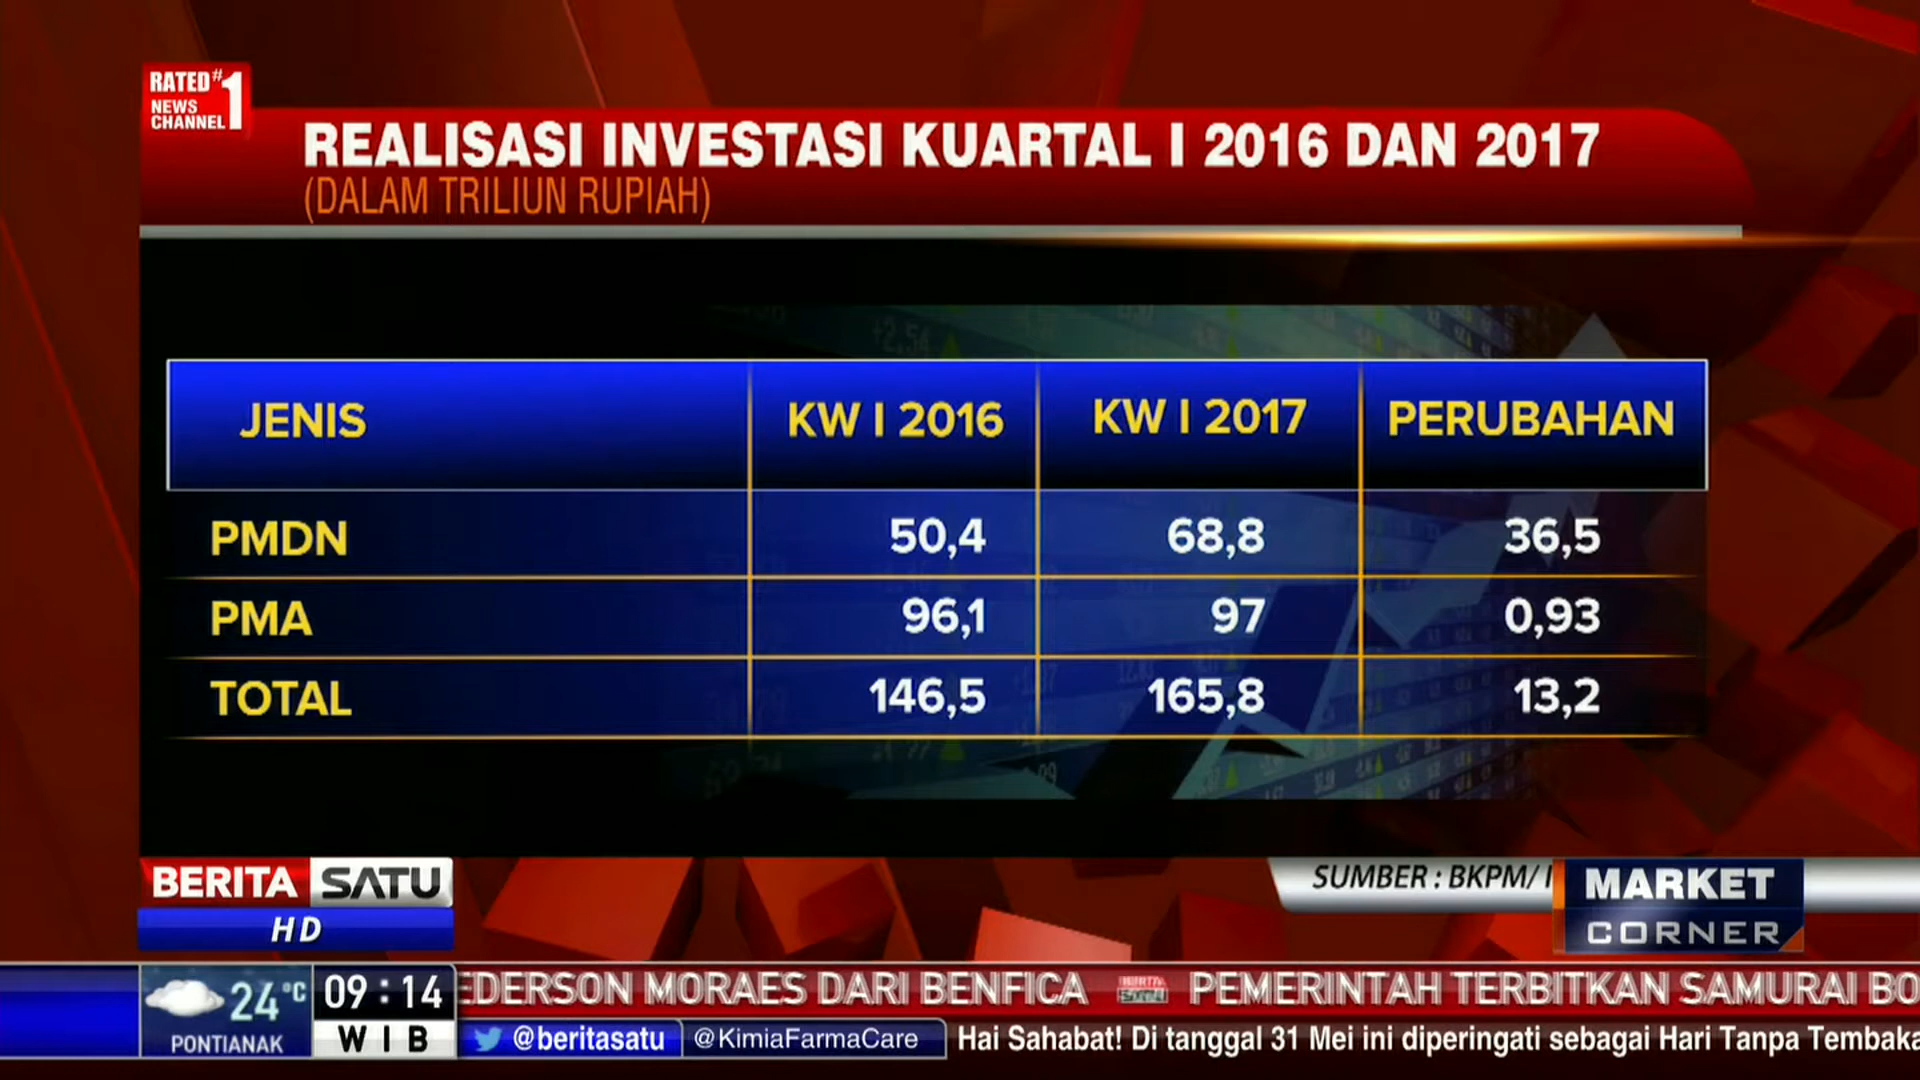 RATED #1
NEWS
CHANNEL
REALISASI INVESTASI KUARTAL I 2016 DAN 2017
(DALAM TRILIUN RUPIAH)
JENIS KW I 2016 KW I 2017 PERUBAHAN
PMDN 50,4 68,8 36,5
PMA 96,1 97 0,93
TOTAL 146,5 165,8 13,2
BERITA SATU
HD
SUMBER : BKPM/
MARKET
CORNER
24°C
PONTIANAK
09 : 14
WIB
EDERSON MORAES DARI BENFICA BERITA SATU PEMERINTAH TERBITKAN SAMURAI BO
@beritasatu @KimiaFarmaCare Hai Sahabat! Di tanggal 31 Mei ini diperingati sebagai Hari Tanpa Tembaka